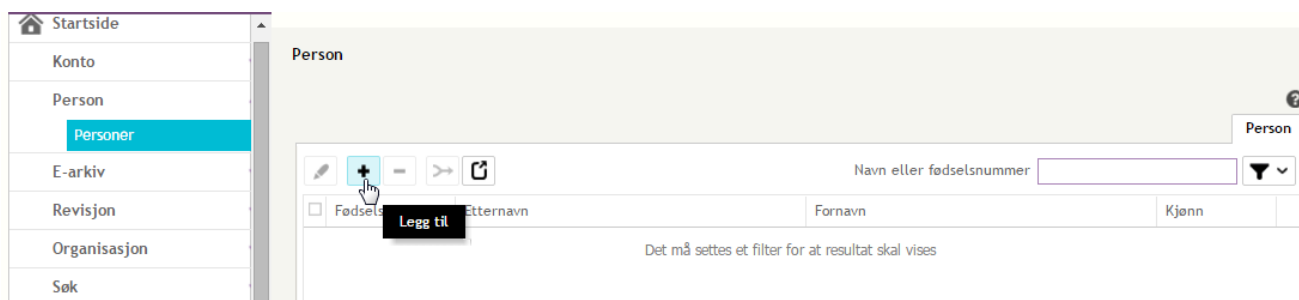 Startside
Konto
Person
Personer
E-arkiv
Revisjon
Organisasjon
Søk
Person
Person
Navn eller fødselsnummer
Legg til
Etternavn
Fornavn
Kjønn
Det må settes et filter for at resultat skal vises